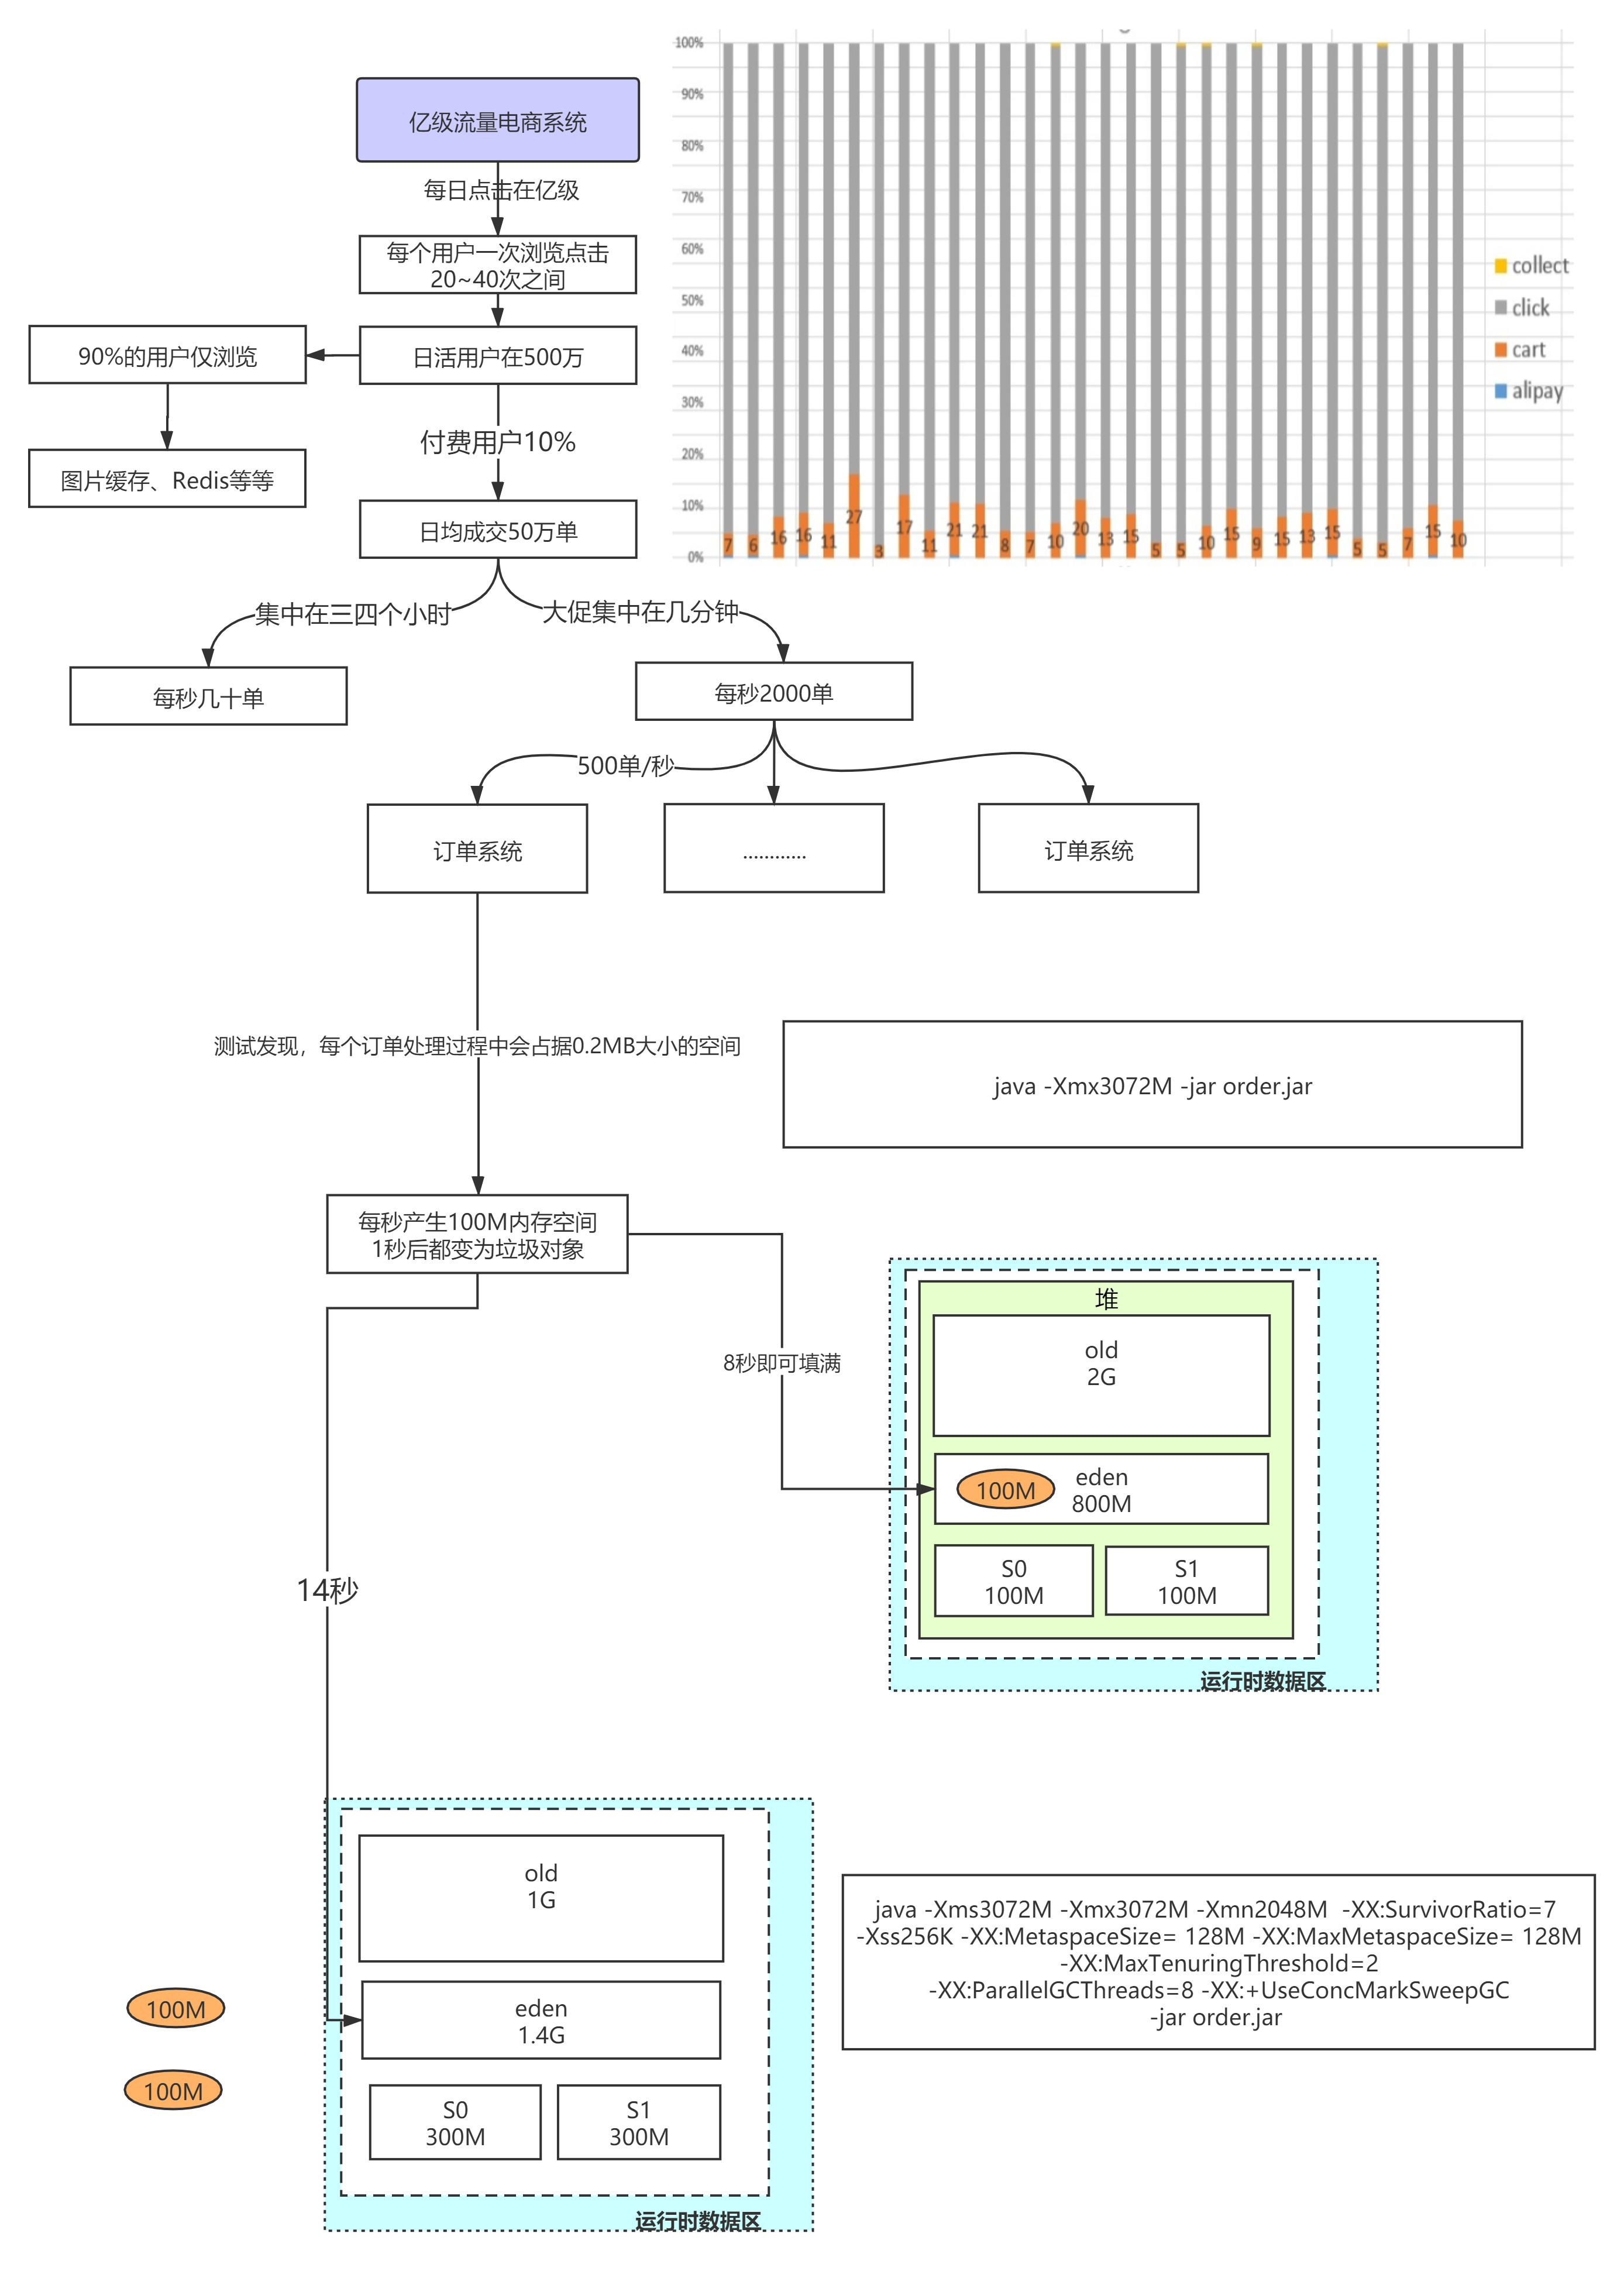 亿级流量电商系统
每日点击在亿级
每个用户一次浏览点击
20~40次之间
90%的用户仅浏览
日活用户在500万
图片缓存、Redis等等
付费用户10%
日均成交50万单
100%
90%
80%
70%
60%
50%
40%
30%
20%
10%
0%
7
6
16
16
11
27
3
17
11
21
21
8
7
10
20
13
15
5
5
10
15
9
15
13
15
5
5
7
15
10
collect
click
cart
alipay
集中在三四个小时
大促集中在几分钟
每秒几十单
每秒2000单
500单/秒
订单系统
............
订单系统
测试发现，每个订单处理过程中会占据0.2MB大小的空间
java -Xmx3072M -jar order.jar
每秒产生100M内存空间
1秒后都变为垃圾对象
8秒即可填满
堆
old
2G
100M
eden
800M
S0
100M
S1
100M
运行时数据区
14秒
old
1G
100M
eden
1.4G
100M
S0
300M
S1
300M
运行时数据区
java -Xms3072M -Xmx3072M -Xmn2048M  -XX:SurvivorRatio=7
-Xss256K -XX:MetaspaceSize= 128M -XX:MaxMetaspaceSize= 128M
-XX:MaxTenuringThreshold=2
-XX:ParallelGCThreads=8 -XX:+UseConcMarkSweepGC
-jar order.jar